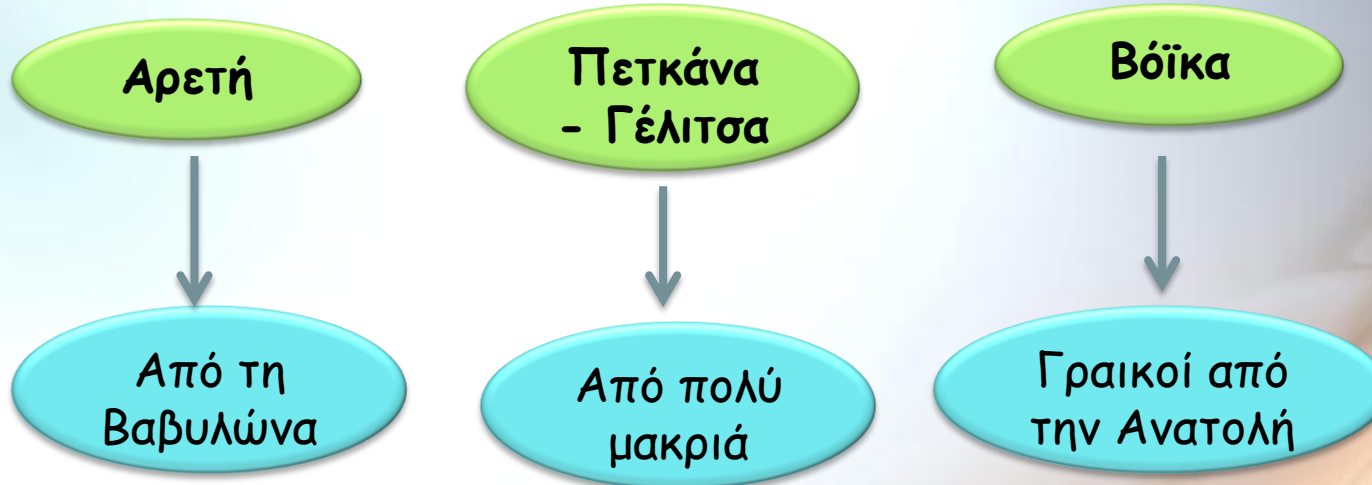 Αρετή
Πετκάνα
- Γέλιτσα
Βόϊκα
Από τη
Βαβυλώνα
Από πολύ
μακριά
Γραικοί από
την Ανατολή